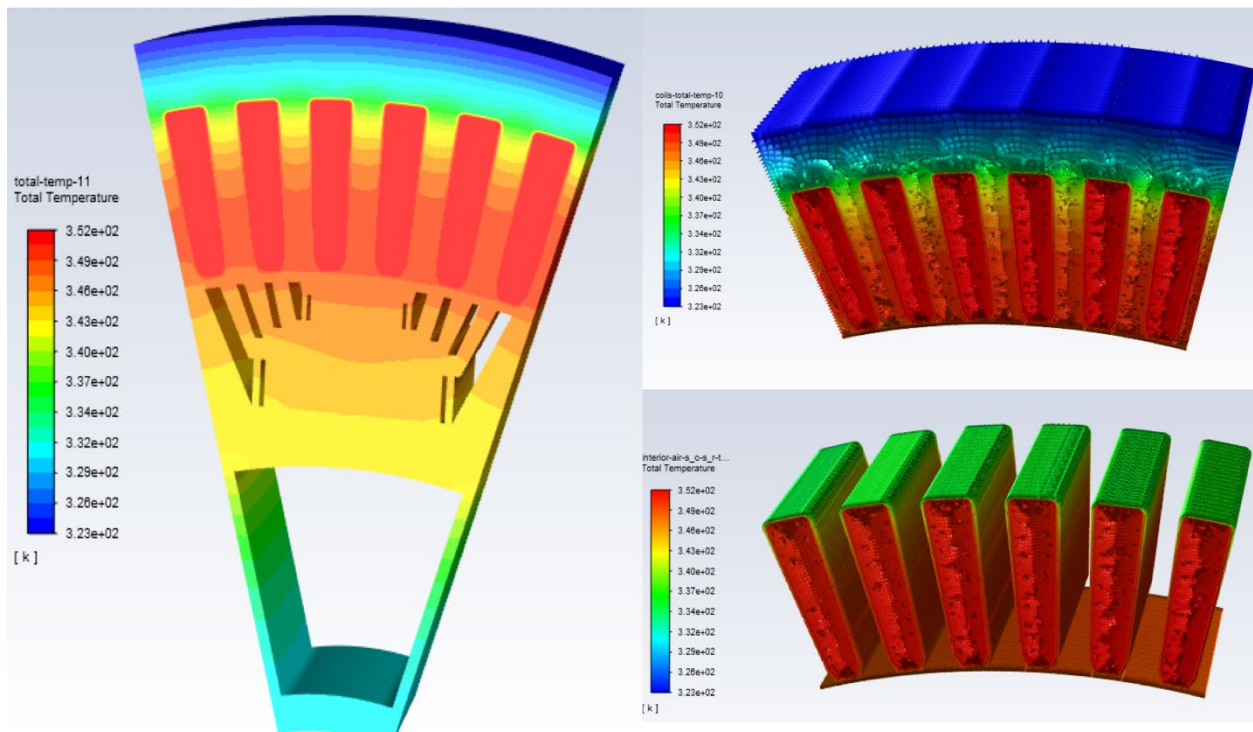 total-temp-11
Total Temperature
3.52e+02
3.49e+02
3.46e+02
3.43e+02
3.40e+02
3.37e+02
3.34e+02
3.32e+02
3.29e+02
3.26e+02
3.23e+02
[ k ]
coils-total-temp-10
Total Temperature
3.52e+02
3.49e+02
3.46e+02
3.43e+02
3.40e+02
3.37e+02
3.34e+02
3.32e+02
3.29e+02
3.26e+02
3.23e+02
[ k ]
interior-air-s_c-s_r-t...
Total Temperature
3.52e+02
3.49e+02
3.46e+02
3.43e+02
3.40e+02
3.37e+02
3.34e+02
3.32e+02
3.29e+02
3.26e+02
3.23e+02
[ k ]